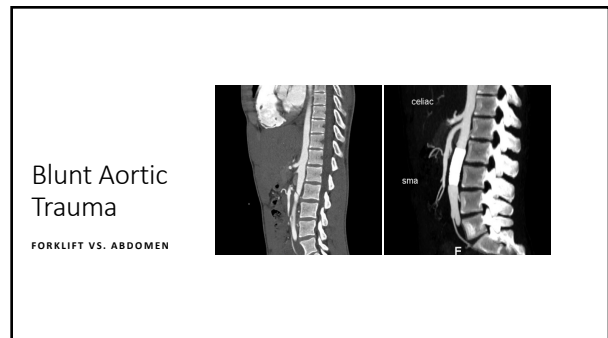 Blunt Aortic
Trauma
FORKLIFT VS. ABDOMEN
celiac
sma
F